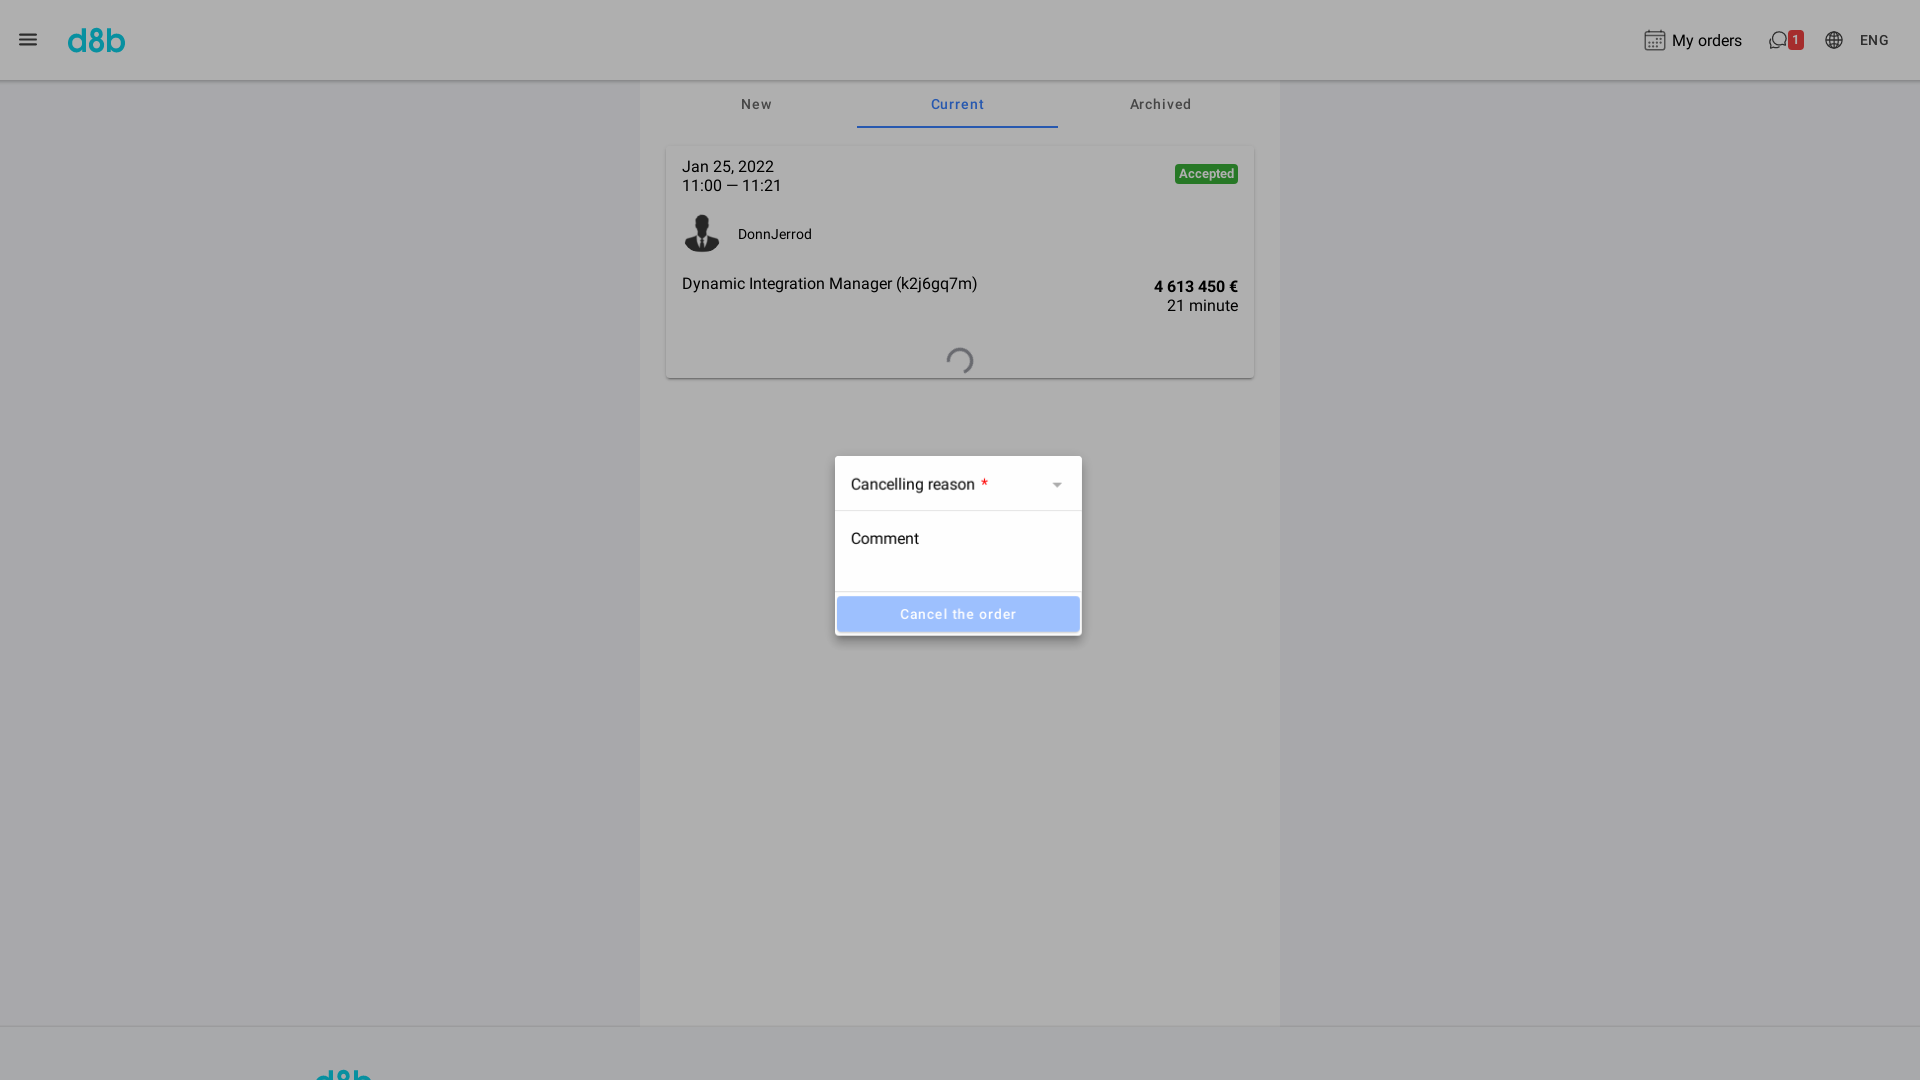 d8b
My orders
1
ENG
New
Current
Archived
Jan 25, 2022
11:00 — 11:21
Accepted
DonnJerrod
Dynamic Integration Manager (k2j6gq7m)
4 613 450 €
21 minute
Cancelling reason *
Comment
Cancel the order
d8b